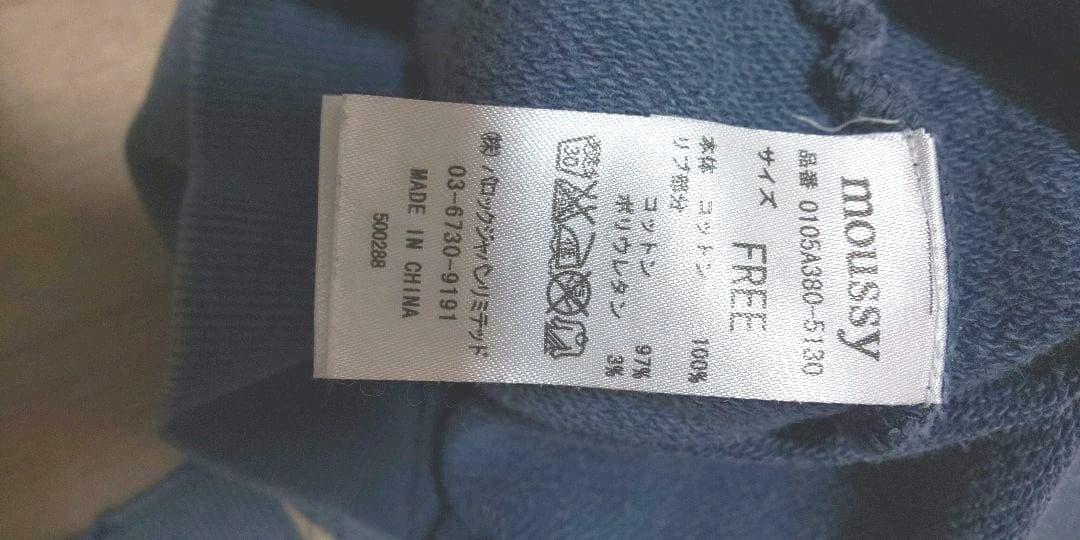 moussy
品番 0105A380-5130
サイズ
FREE
本体 コットン 100%
リブ部分
コットン 97%
ポリウレタン 3%
㈱バロックジャパンリミテッド
03-6730-9191
MADE IN CHINA
500288